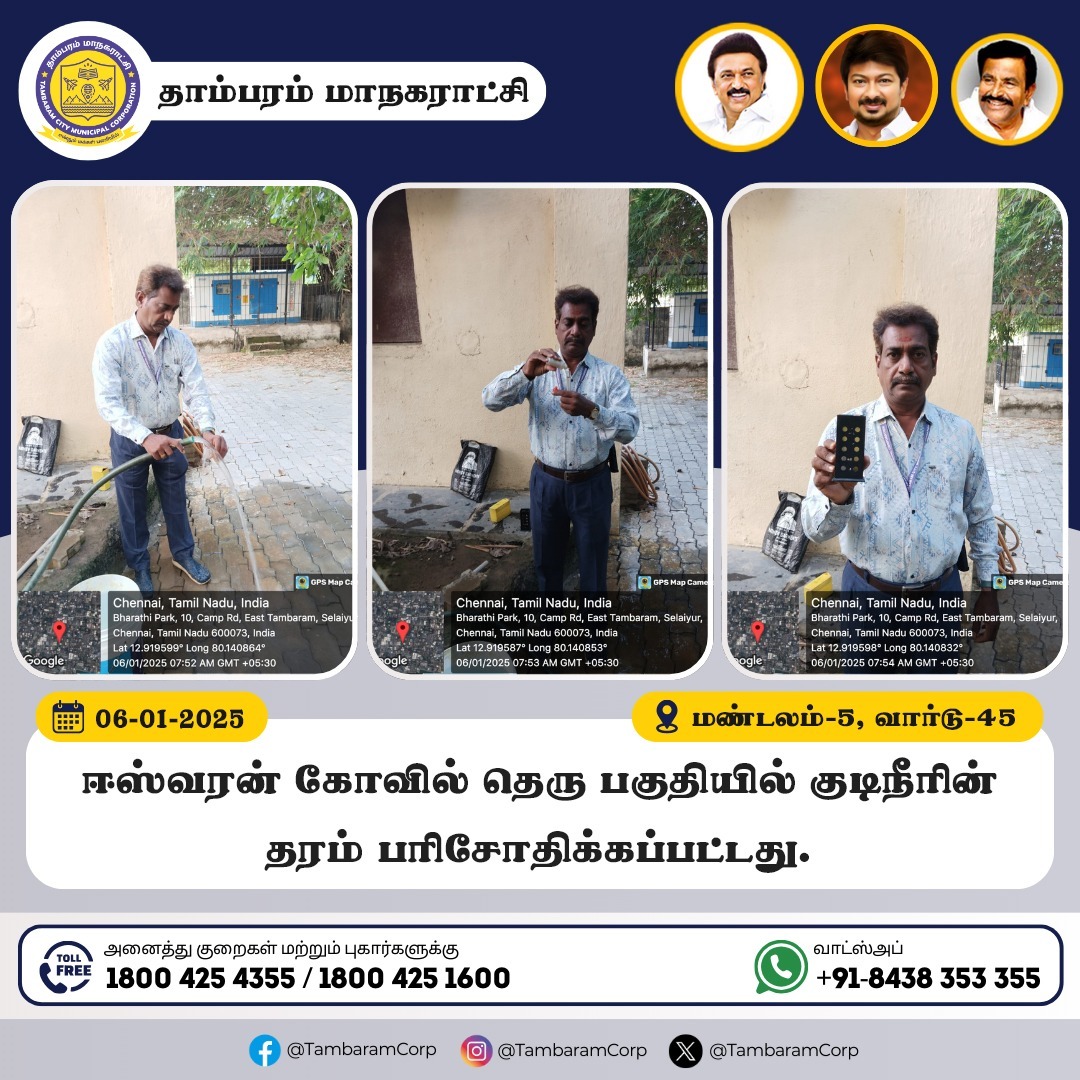 தாம்பரம் மாநகராட்சி
தாம்பரம் மாநகராட்சி
TAMBARAM CITY MUNICIPAL CORPORATION
GPS Map Came
Chennai, Tamil Nadu, India
Bharathi Park, 10, Camp Rd, East Tambaram, Selaiyur,
Chennai, Tamil Nadu 600073, India
Lat 12.919599° Long 80.140864°
06/01/2025 07:52 AM GMT +05:30
Google
GPS Map Came
Chennai, Tamil Nadu, India
Bharathi Park, 10, Camp Rd, East Tambaram, Selaiyur,
Chennai, Tamil Nadu 600073, India
Lat 12.919587° Long 80.140853°
06/01/2025 07:53 AM GMT +05:30
oogle
GPS Map Came
Chennai, Tamil Nadu, India
Bharathi Park, 10, Camp Rd, East Tambaram, Selaiyur,
Chennai, Tamil Nadu 600073, India
Lat 12.919598° Long 80.140832°
06/01/2025 07:54 AM GMT +05:30
oogle
06-01-2025
மண்டலம்-5, வார்டு-45
ஈஸ்வரன் கோவில் தெரு பகுதியில் குடிநீரின்
தரம் பரிசோதிக்கப்பட்டது.
TOLL
FREE
அனைத்து குறைகள் மற்றும் புகார்களுக்கு
1800 425 4355 / 1800 425 1600
வாட்ஸ்அப்
+91-8438 353 355
@TambaramCorp @TambaramCorp @TambaramCorp